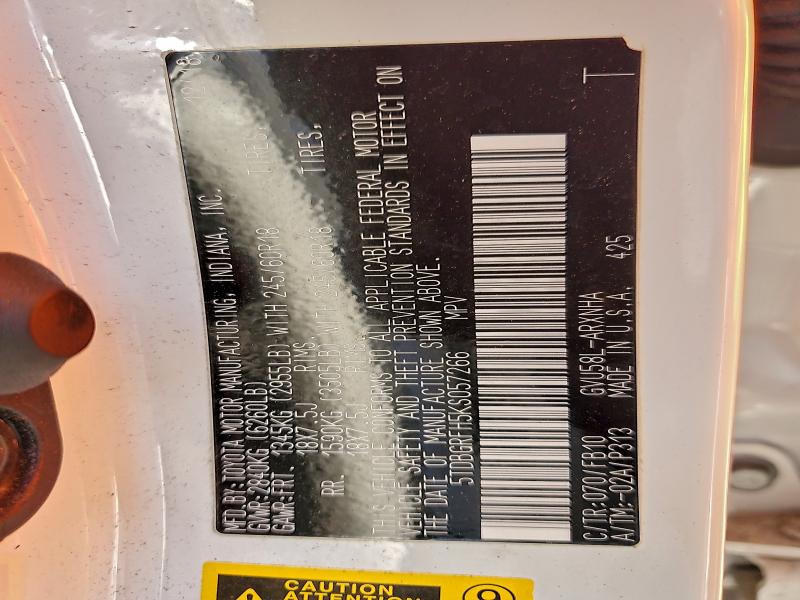 MFD.BY:TOYOTA MOTOR MANUFACTURING, INDIANA, INC. 12/18
GVWR:2840KG (6260LB)
GAWR:FRT. 1345KG (2955LB) WITH 245/60R18 TIRES,
18X7.5J RIMS,
RR. 1590KG (3505LB) WITH 245/60R18 TIRES,
18X7.5J RIMS,
THIS VEHICLE CONFORMS TO ALL APPLICABLE FEDERAL MOTOR
VEHICLE SAFETY AND THEFT PREVENTION STANDARDS IN EFFECT ON
THE DATE OF MANUFACTURE SHOWN ABOVE.
5TDBGRFH5KS057266 MPV
C/TR:070/FB10 GVU58L-ARXNHA T
A/TM:-02A/P313 MADE IN U.S.A. 425
CAUTION
ATTENTION